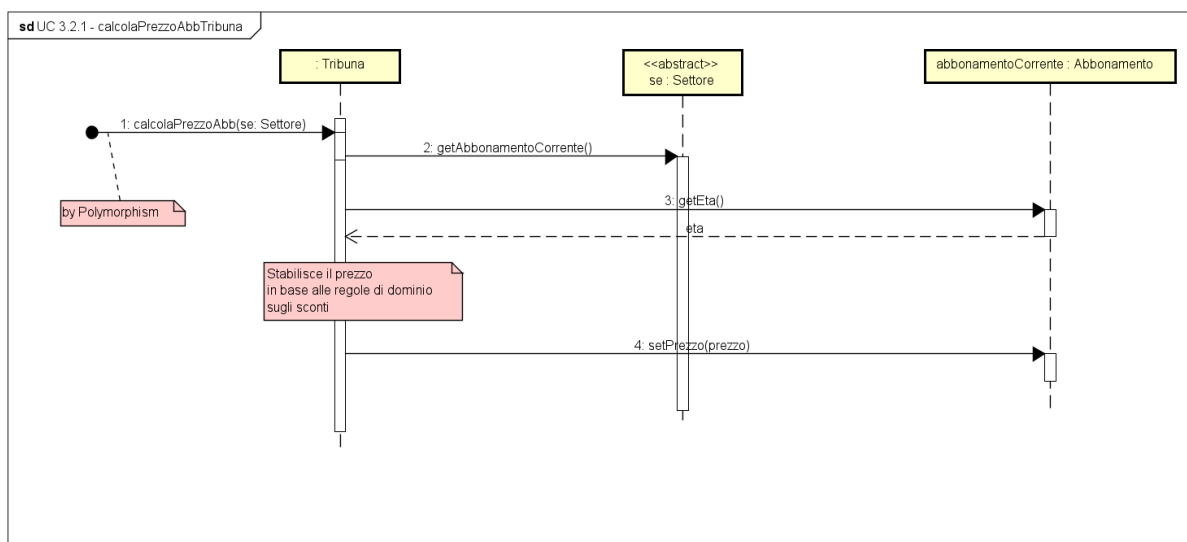 sd UC 3.2.1 - calcolaPrezzoAbbTribuna
: Tribuna
<<abstract>>
se : Settore
abbonamentoCorrente : Abbonamento
1: calcolaPrezzoAbb(se: Settore)
2: getAbbonamentoCorrente()
by Polymorphism
3: getEta()
eta
Stabilisce il prezzo
in base alle regole di dominio
sugli sconti
4: setPrezzo(prezzo)